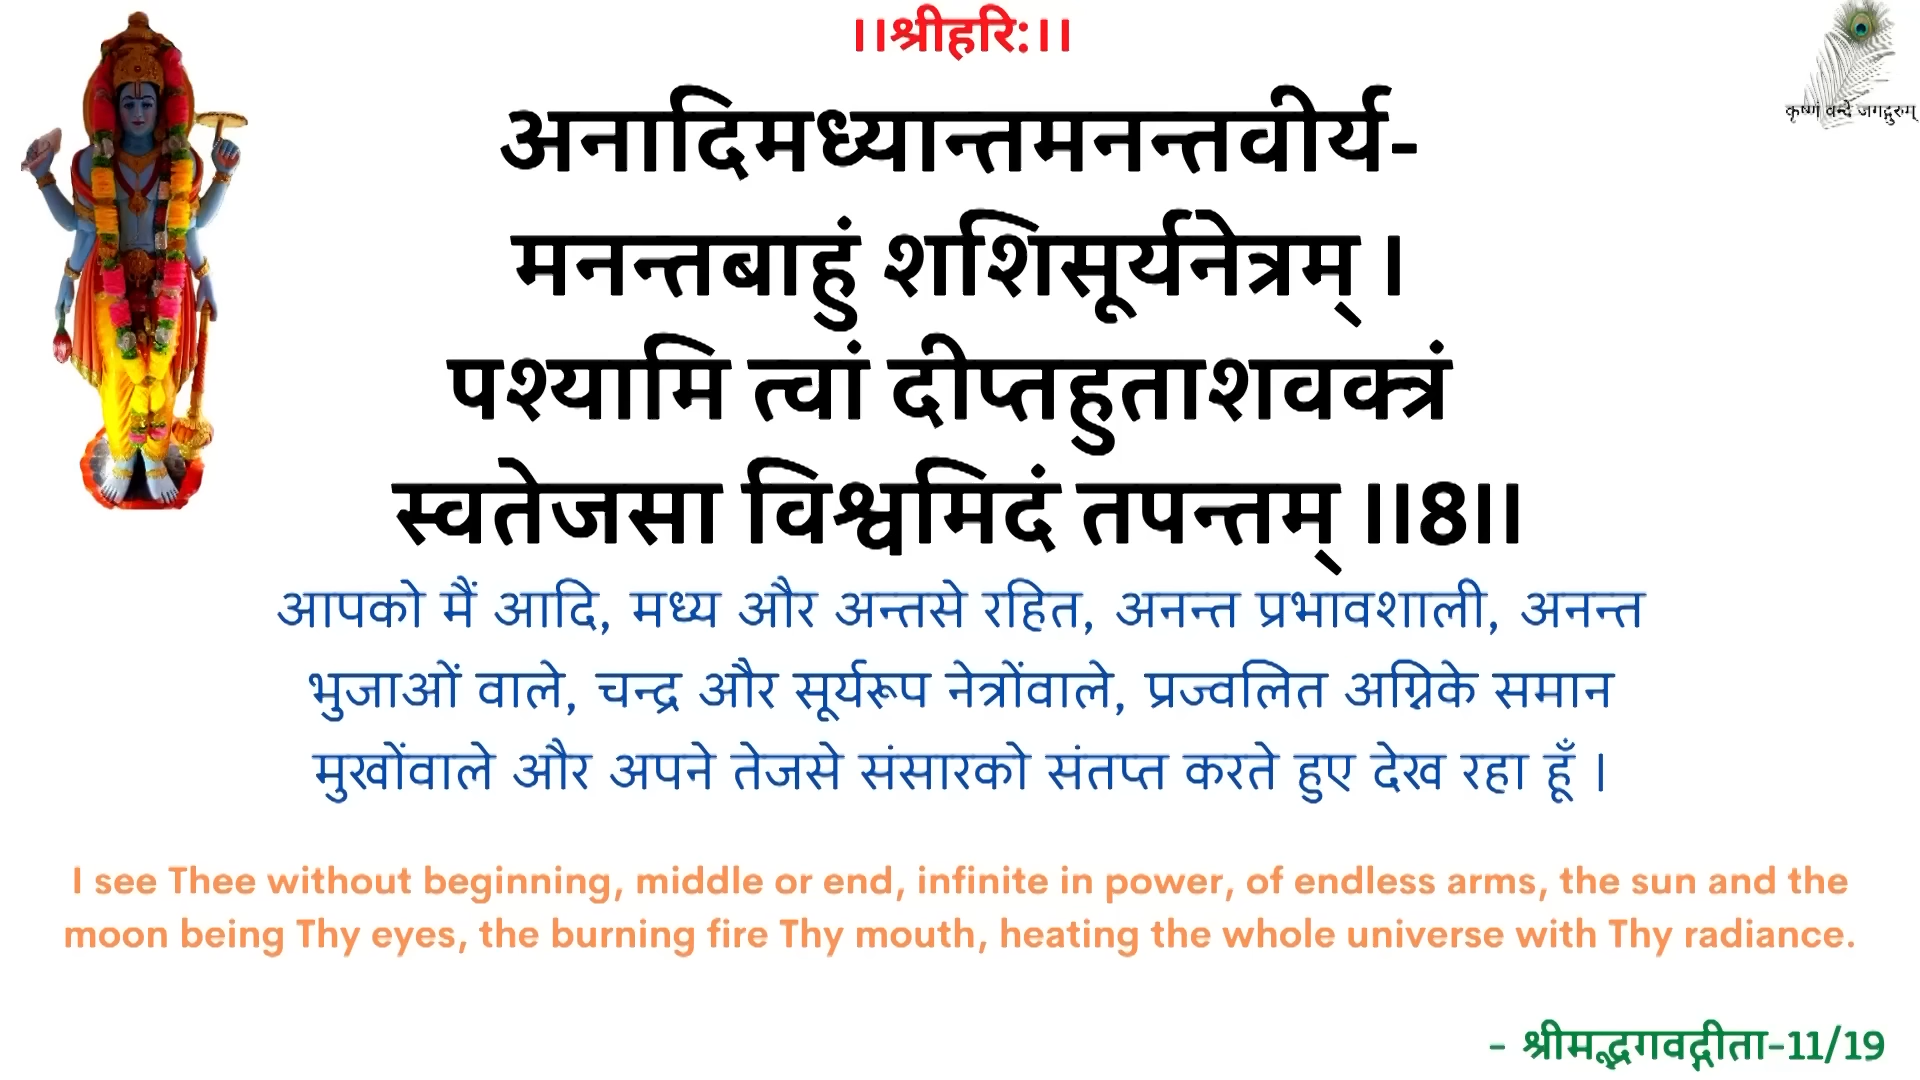 ।।श्रीहरि:।।
कृष्णं वन्दे जगद्गुरुम्
अनादिमध्यान्तमनन्तवीर्य-
मनन्तबाहुं शशिसूर्यनेत्रम् ।
पश्यामि त्वां दीप्तहुताशवक्त्रं
स्वतेजसा विश्वमिदं तपन्तम् ।।8।।
आपको मैं आदि, मध्य और अन्तसे रहित, अनन्त प्रभावशाली, अनन्त
भुजाओं वाले, चन्द्र और सूर्यरूप नेत्रोंवाले, प्रज्वलित अग्निके समान
मुखोंवाले और अपने तेजसे संसारको संतप्त करते हुए देख रहा हूँ ।
I see Thee without beginning, middle or end, infinite in power, of endless arms, the sun and the
moon being Thy eyes, the burning fire Thy mouth, heating the whole universe with Thy radiance.
- श्रीमद्भगवद्गीता-11/19